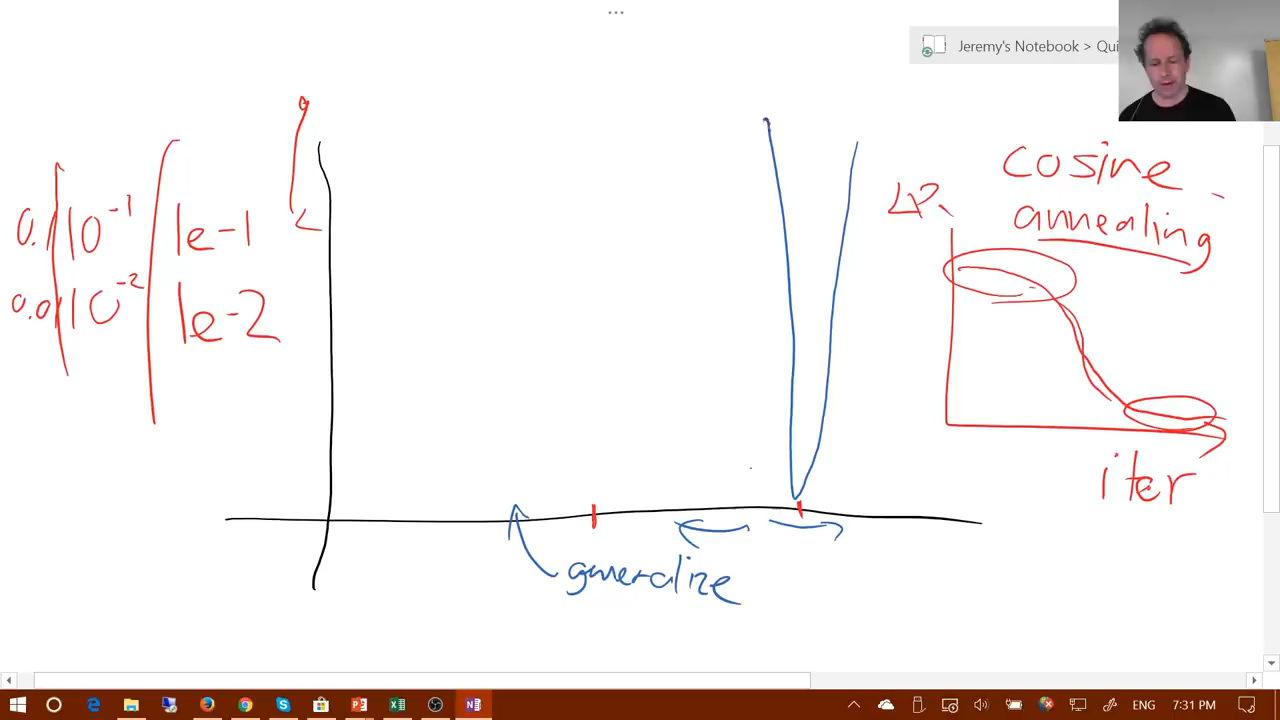 ...
Jeremy's Notebook > Qui
cosine
annealing
LR
0.1 10^-1 1e-1
0.01 10^-2 1e-2
iter
generalize
ENG 7:31 PM